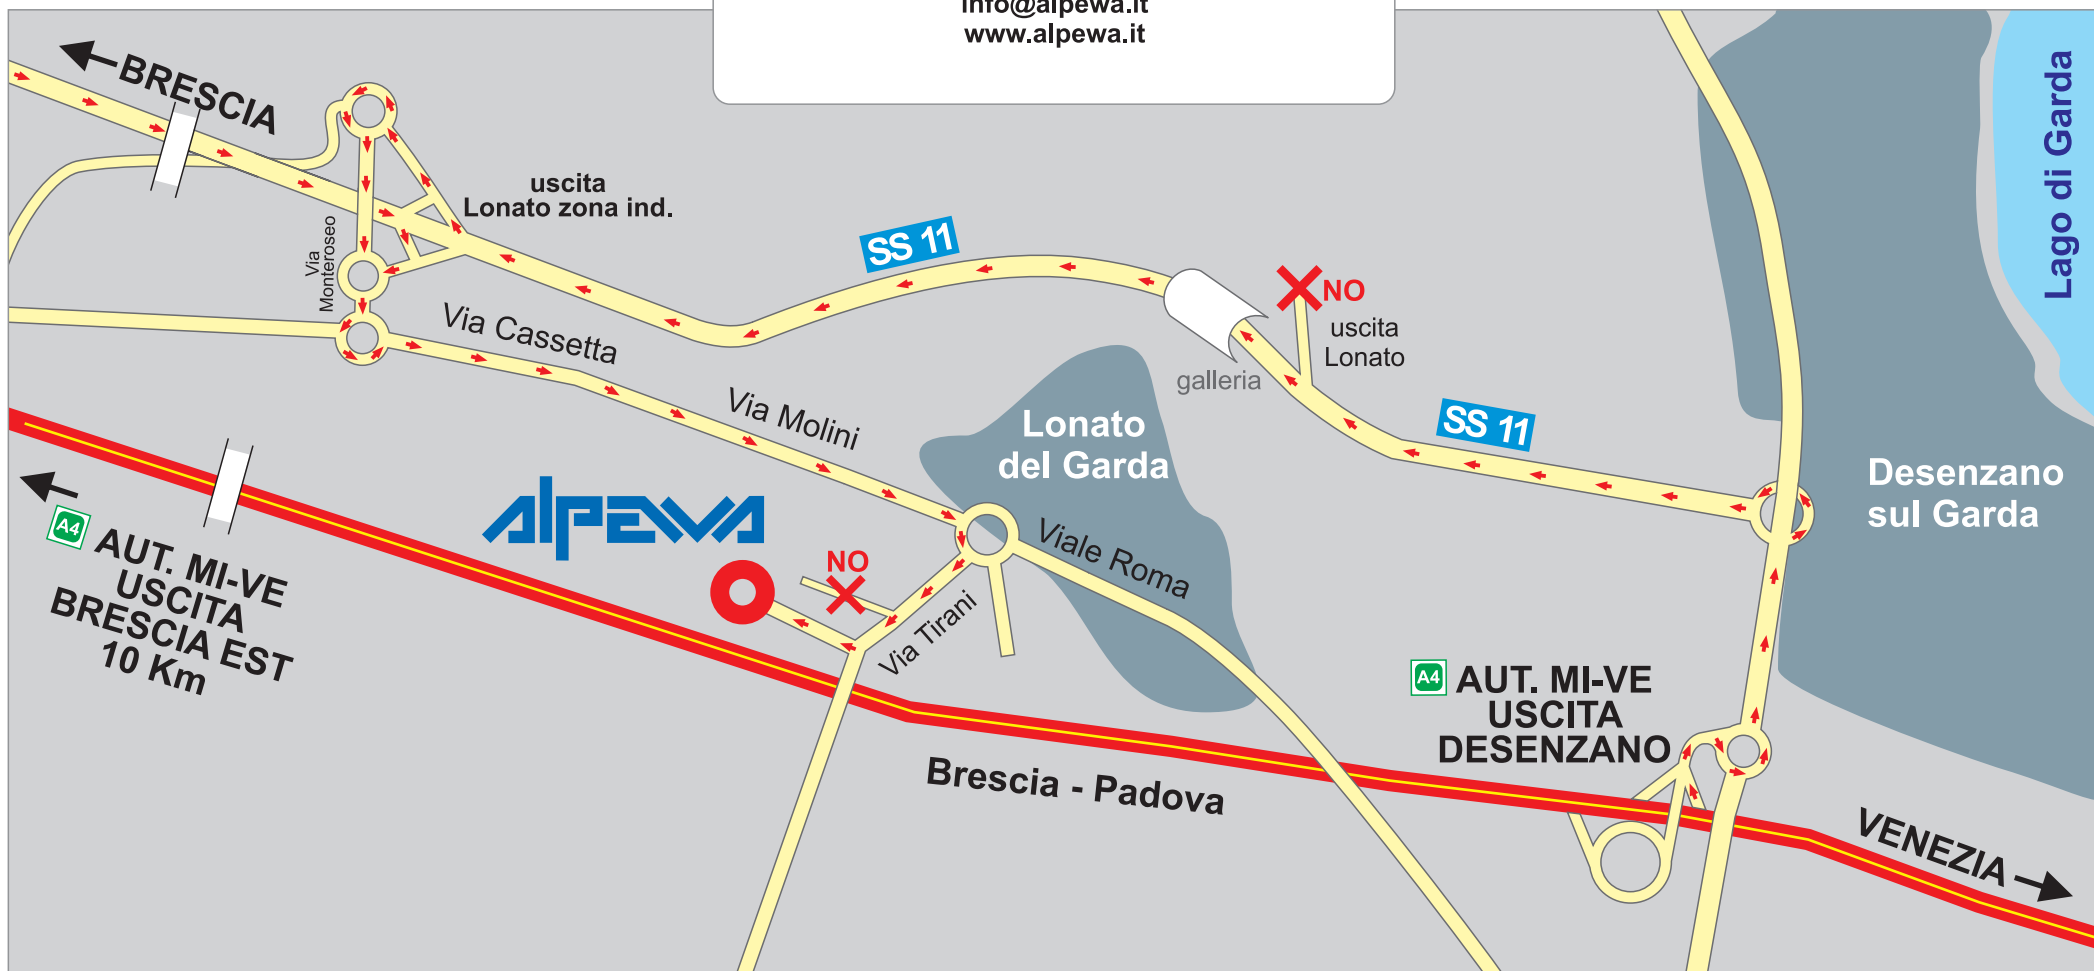 info@alpewa.it
www.alpewa.it
BRESCIA
uscita
Lonato zona ind.
Via
Monteroseo
SS 11
Via Cassetta
NO
uscita
Lonato
galleria
Lago di Garda
Via Molini
Lonato
del Garda
SS 11
Desenzano
sul Garda
alpewa
NO
Viale Roma
Via Tirani
A4
AUT. MI-VE
USCITA
BRESCIA EST
10 Km
A4
AUT. MI-VE
USCITA
DESENZANO
Brescia - Padova
VENEZIA